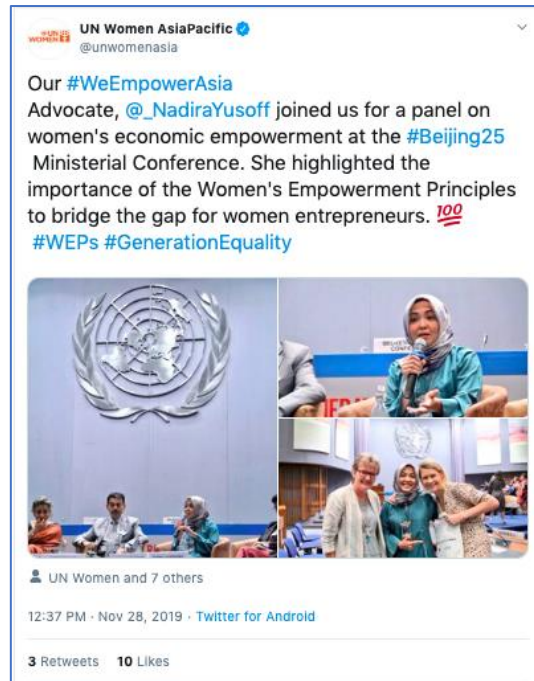 UN WOMEN
UN Women AsiaPacific
@unwomenasia
Our #WeEmpowerAsia
Advocate, @_NadiraYusoff joined us for a panel on
women's economic empowerment at the #Beijing25
Ministerial Conference. She highlighted the
importance of the Women's Empowerment Principles
to bridge the gap for women entrepreneurs. 💯
#WEPs #GenerationEquality
UN Women and 7 others
12:37 PM · Nov 28, 2019 · Twitter for Android
3 Retweets 10 Likes